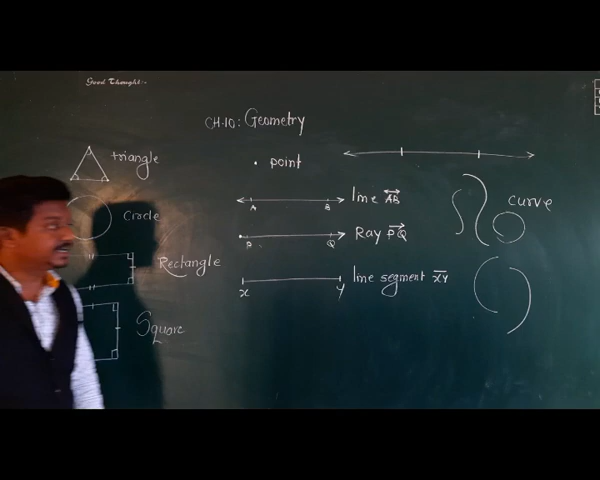 Good Thought:-
CH-10: Geometry
triangle
Circle
Rectangle
Square
. point
A B line AB
P Q Ray PQ
X Y line segment XY
curve